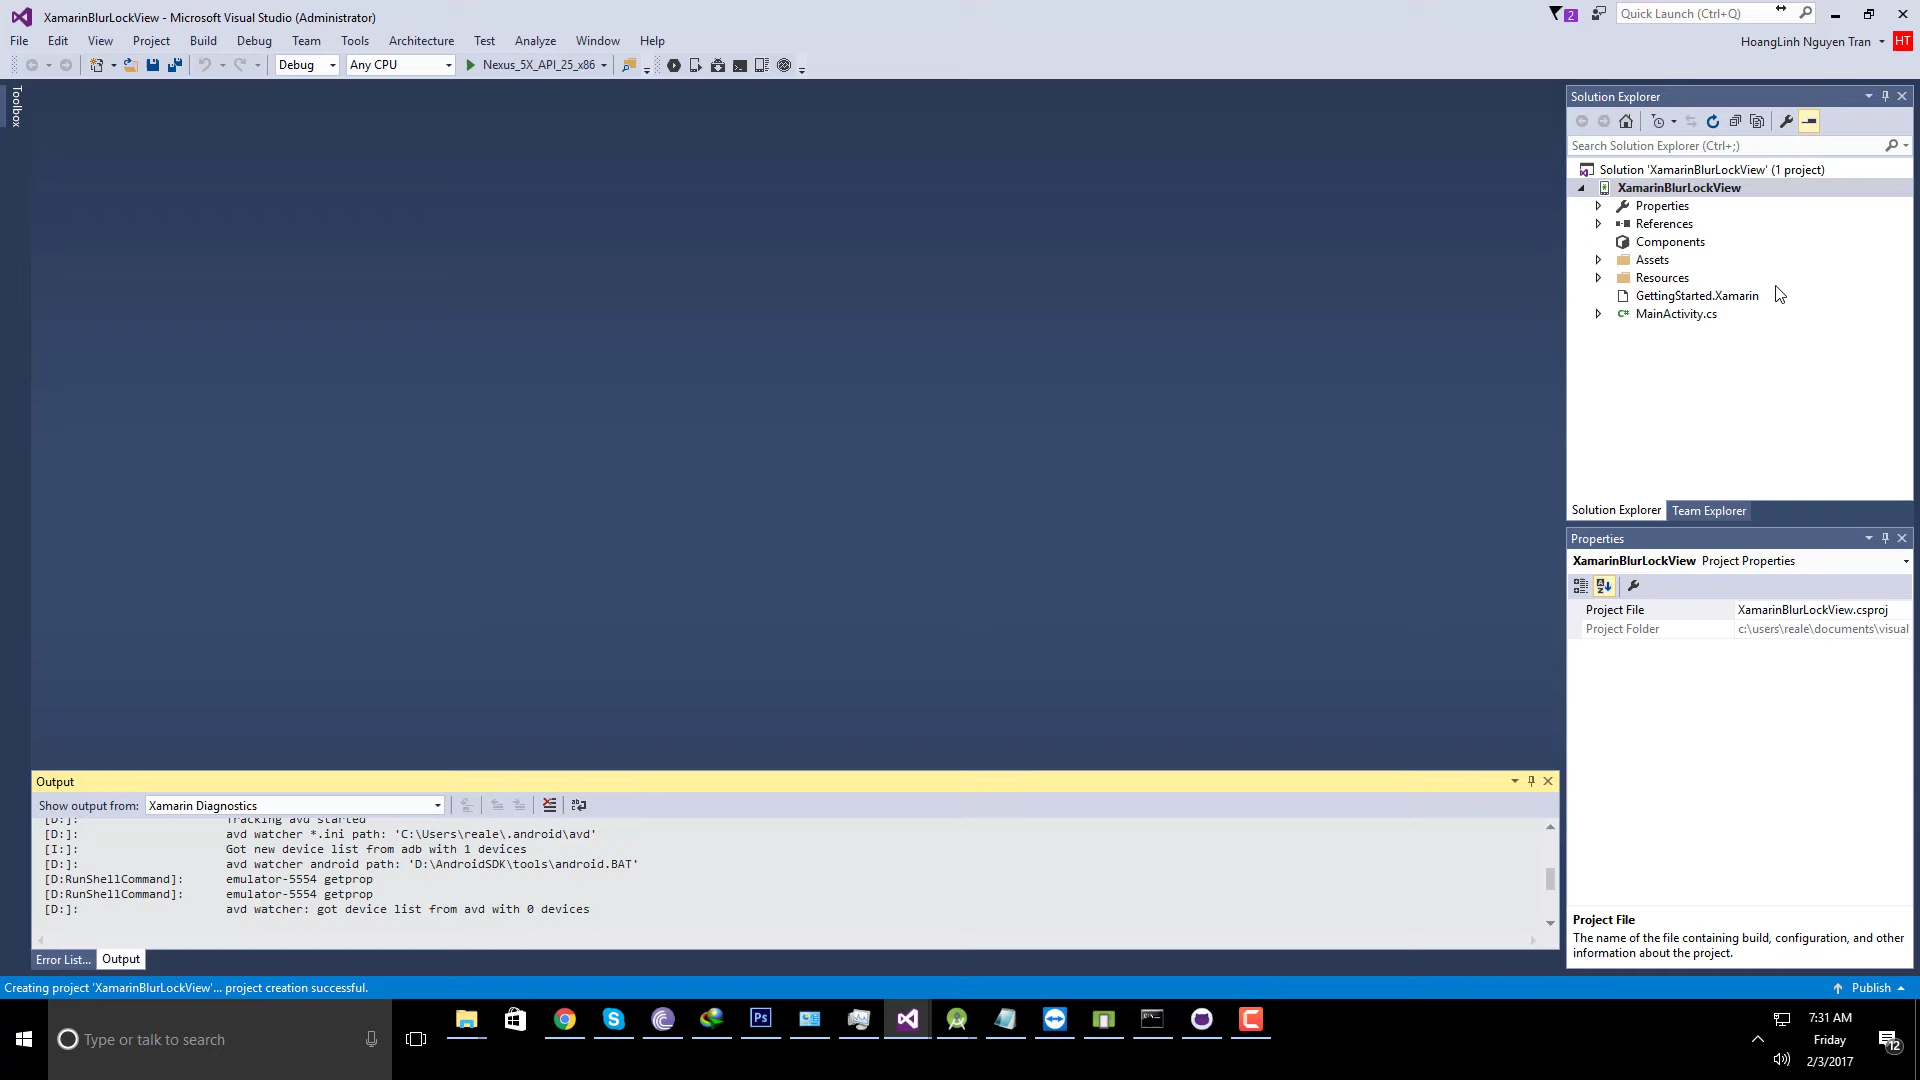 XamarinBlurLockView - Microsoft Visual Studio (Administrator)
2
Quick Launch (Ctrl+Q)
File Edit View Project Build Debug Team Tools Architecture Test Analyze Window Help
HoangLinh Nguyen Tran HT
Debug Any CPU Nexus_5X_API_25_x86
Toolbox
Solution Explorer
Search Solution Explorer (Ctrl+;)
Solution 'XamarinBlurLockView' (1 project)
XamarinBlurLockView
Properties
References
Components
Assets
Resources
GettingStarted.Xamarin
C# MainActivity.cs
Solution Explorer Team Explorer
Properties
XamarinBlurLockView Project Properties
Project File XamarinBlurLockView.csproj
Project Folder c:\users\reale\documents\visual
Project File
The name of the file containing build, configuration, and other
information about the project.
Output
Show output from: Xamarin Diagnostics
[D:]: Tracking avd started
[D:]: avd watcher *.ini path: 'C:\Users\reale\.android\avd'
[I:]: Got new device list from adb with 1 devices
[D:]: avd watcher android path: 'D:\AndroidSDK\tools\android.BAT'
[D:RunShellCommand]: emulator-5554 getprop
[D:RunShellCommand]: emulator-5554 getprop
[D:]: avd watcher: got device list from avd with 0 devices
Error List... Output
Creating project 'XamarinBlurLockView'... project creation successful.
Publish
Type or talk to search
Ps
7:31 AM
Friday
2/3/2017
12